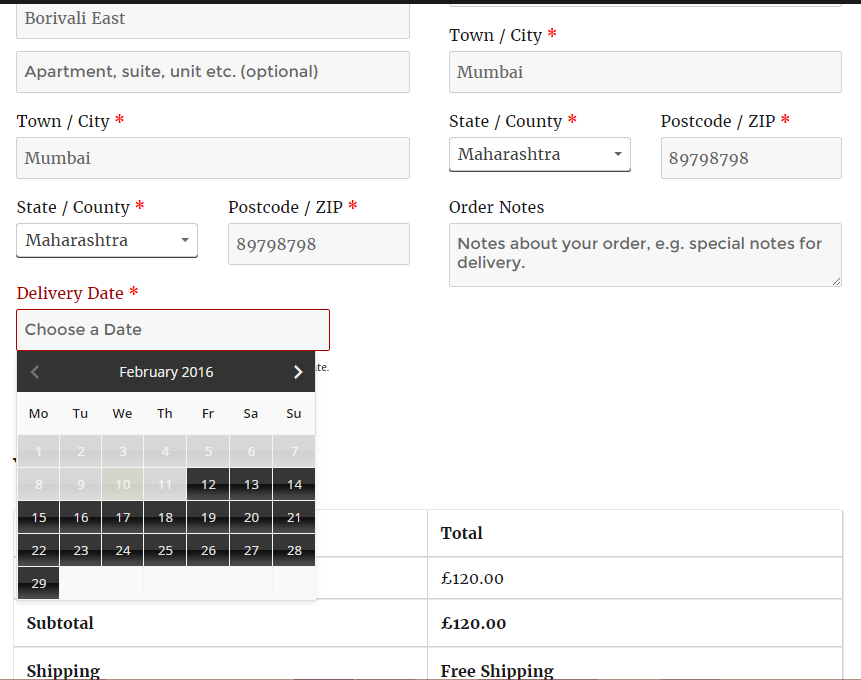 Borivali East
Apartment, suite, unit etc. (optional)
Town / City *
Mumbai
State / County *
Postcode / ZIP *
Maharashtra
89798798
Delivery Date *
Choose a Date
February 2016
Mo Tu We Th Fr Sa Su
1 2 3 4 5 6 7
8 9 10 11 12 13 14
15 16 17 18 19 20 21
22 23 24 25 26 27 28
29
Town / City *
Mumbai
State / County *
Postcode / ZIP *
Maharashtra
89798798
Order Notes
Notes about your order, e.g. special notes for
delivery.
Total
£120.00
Subtotal
£120.00
Shipping
Free Shipping